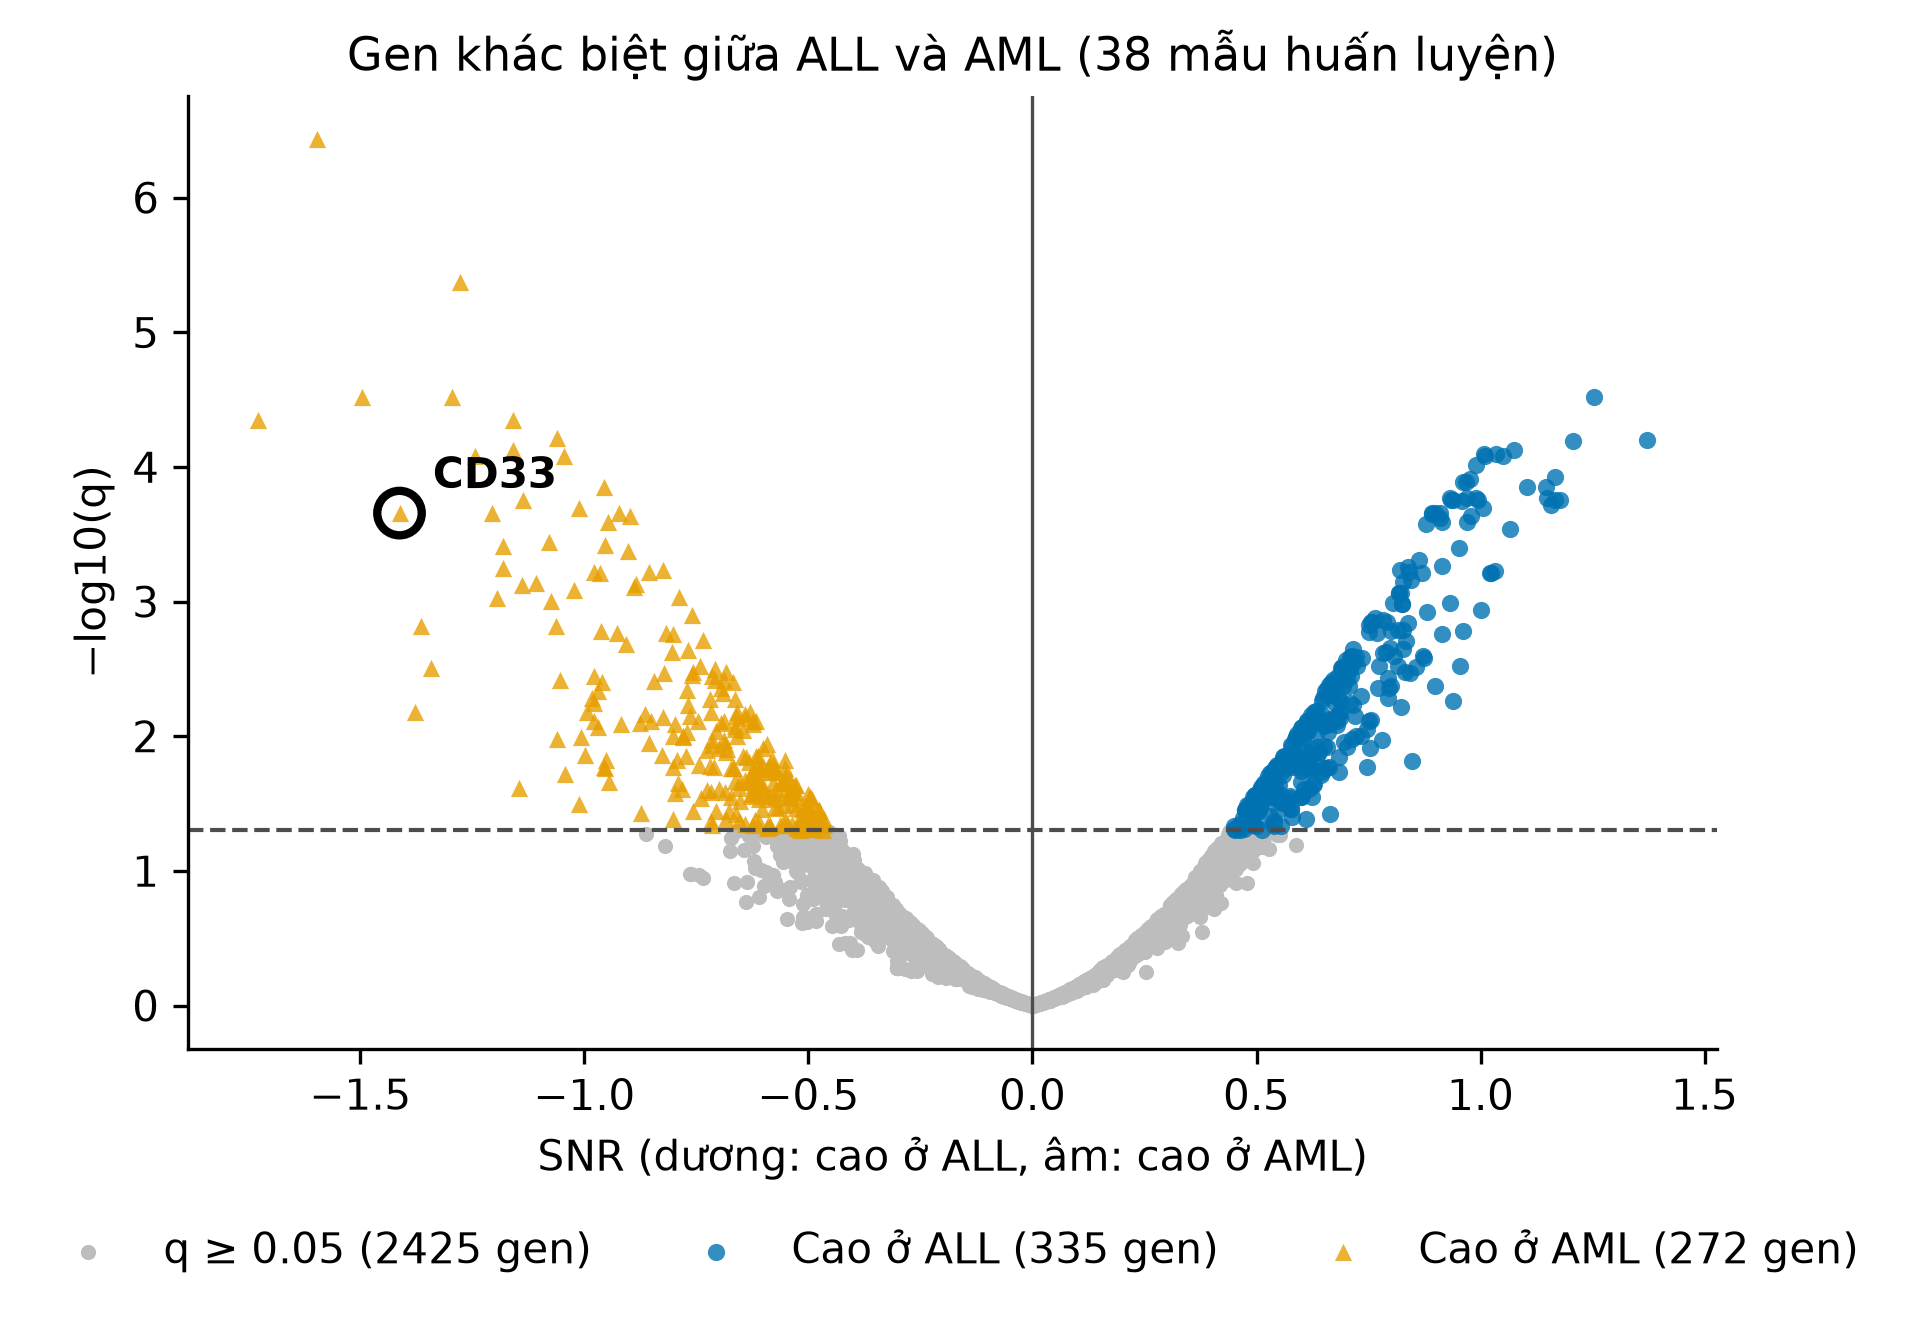 Gen khác biệt giữa ALL và AML (38 mẫu huấn luyện)
−log10(q)
6
5
4
3
2
1
0
CD33
−1.5 −1.0 −0.5 0.0 0.5 1.0 1.5
SNR (dương: cao ở ALL, âm: cao ở AML)
q ≥ 0.05 (2425 gen) Cao ở ALL (335 gen) Cao ở AML (272 gen)